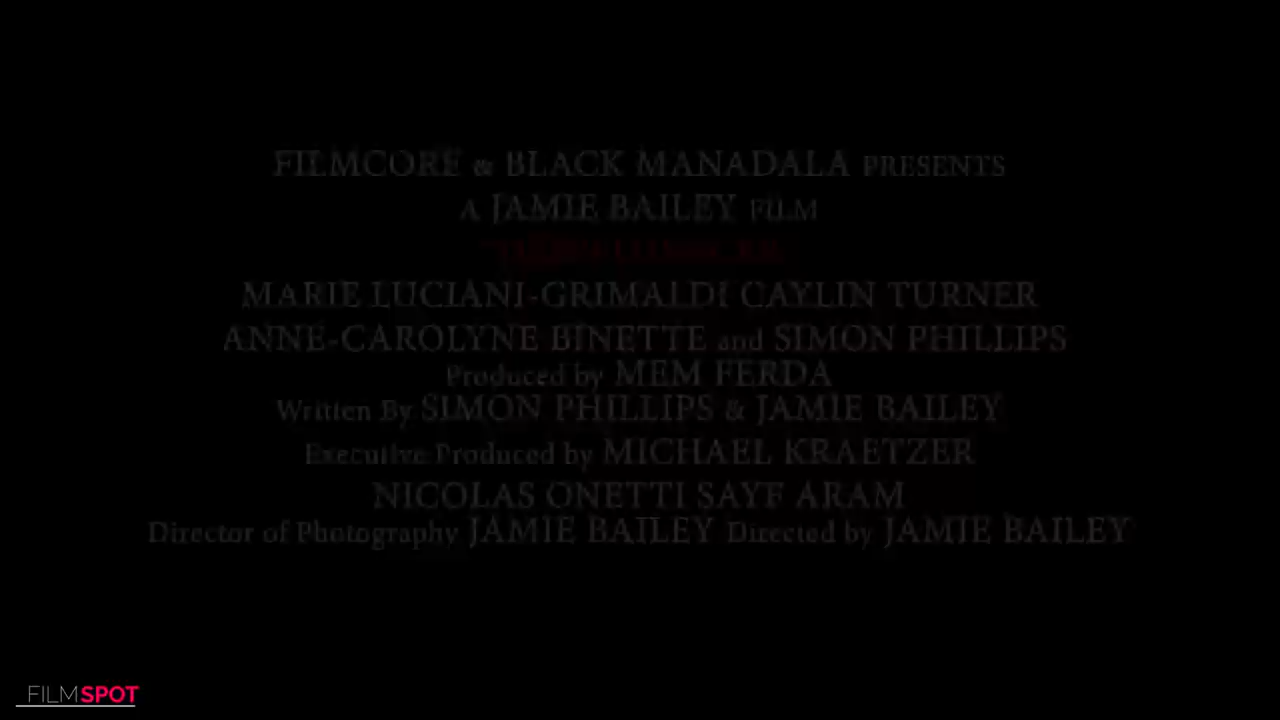 FILMCORE & BLACK MANADALA PRESENTS
A JAMIE BAILEY FILM
MARIE LUCIANI-GRIMALDI CAYLIN TURNER
ANNE-CAROLYNE BINETTE and SIMON PHILLIPS
Produced by MEM FERDA
Written By SIMON PHILLIPS & JAMIE BAILEY
Executive Produced by MICHAEL KRAETZER
NICOLAS ONETTI SAYF ARAM
Director of Photography JAMIE BAILEY Directed by JAMIE BAILEY
FILMSPOT